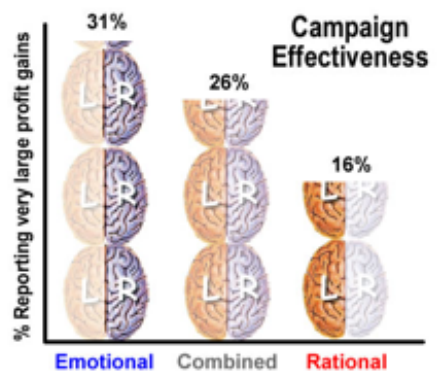 Campaign
Effectiveness
% Reporting very large profit gains
31%
26%
16%
L R
L R
L R
L R
L R
L R
L R
L R
Emotional Combined Rational